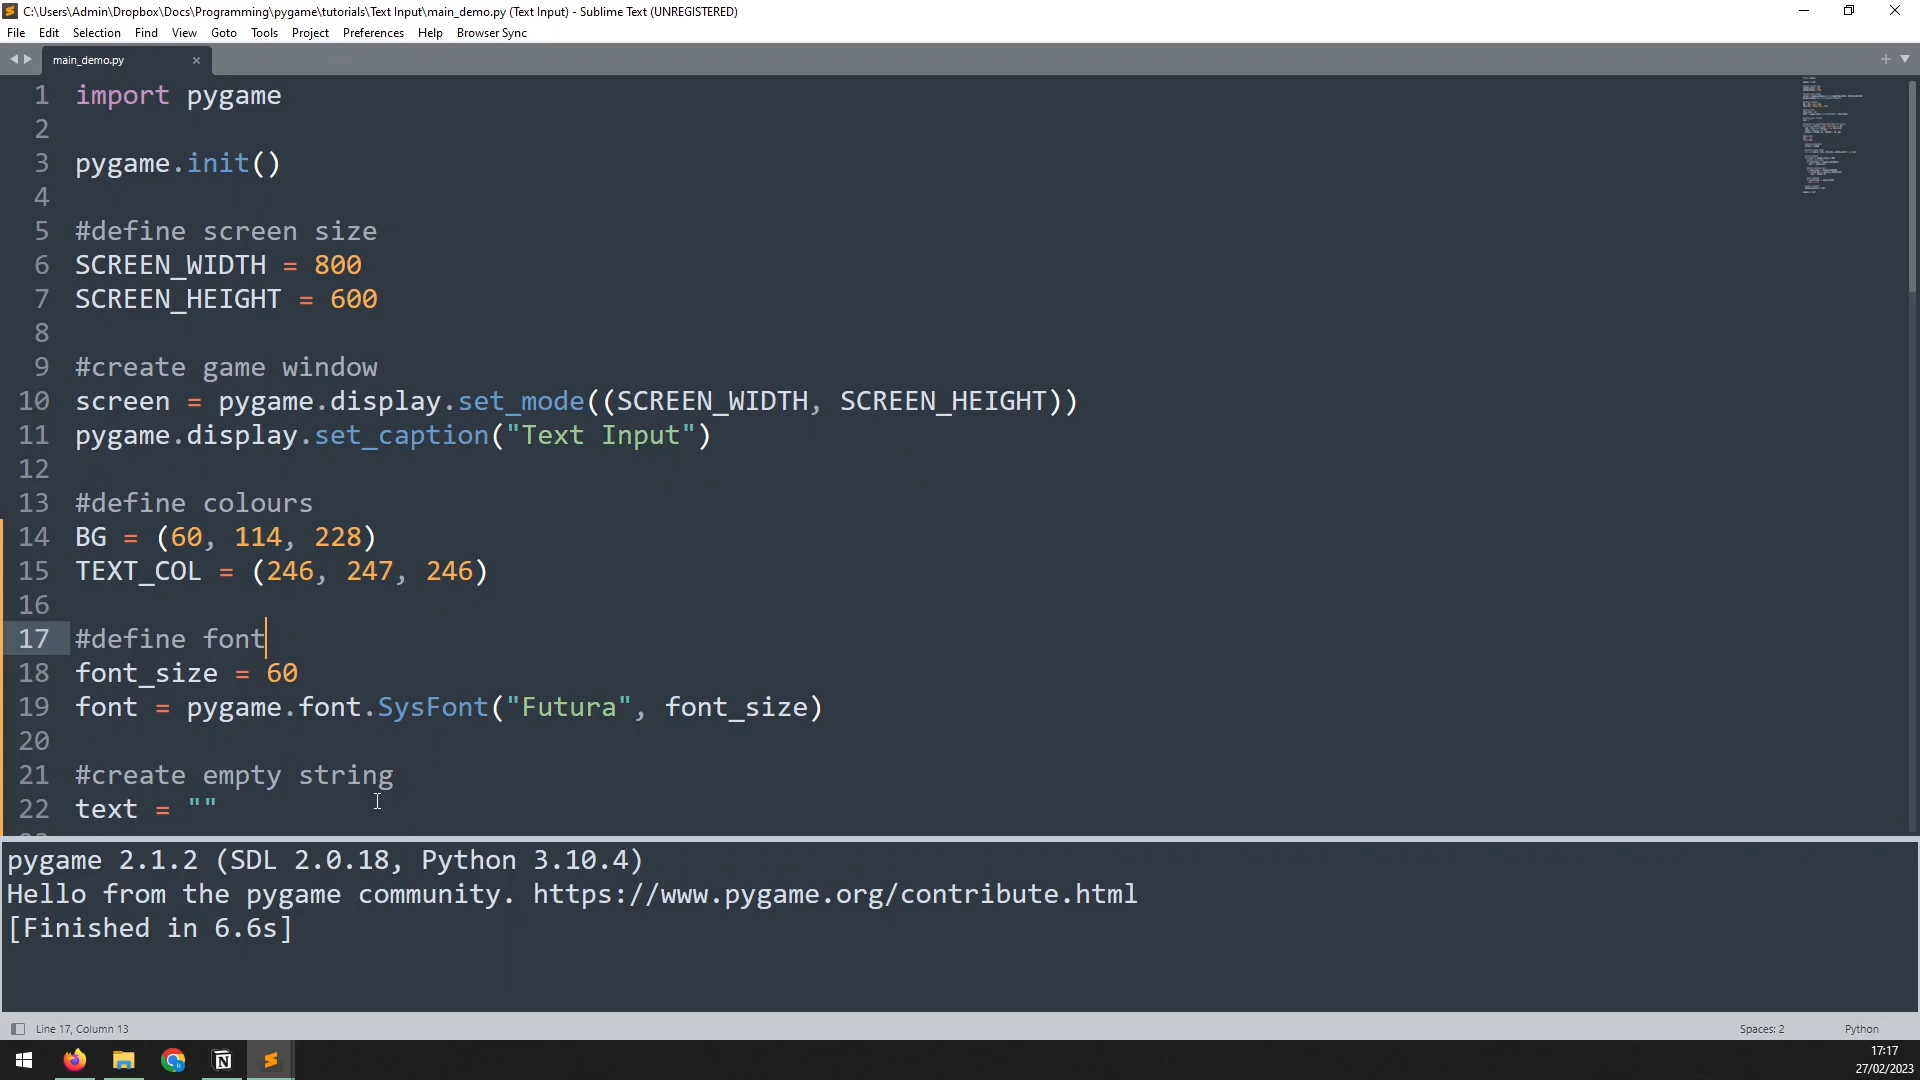 C:\Users\Admin\Dropbox\Docs\Programming\pygame\tutorials\Text Input\main_demo.py (Text Input) - Sublime Text (UNREGISTERED)
File Edit Selection Find View Goto Tools Project Preferences Help Browser Sync
main_demo.py
1 import pygame
2
3 pygame.init()
4
5 #define screen size
6 SCREEN_WIDTH = 800
7 SCREEN_HEIGHT = 600
8
9 #create game window
10 screen = pygame.display.set_mode((SCREEN_WIDTH, SCREEN_HEIGHT))
11 pygame.display.set_caption("Text Input")
12
13 #define colours
14 BG = (60, 114, 228)
15 TEXT_COL = (246, 247, 246)
16
17 #define font
18 font_size = 60
19 font = pygame.font.SysFont("Futura", font_size)
20
21 #create empty string
22 text = ""
pygame 2.1.2 (SDL 2.0.18, Python 3.10.4)
Hello from the pygame community. https://www.pygame.org/contribute.html
[Finished in 6.6s]
Line 17, Column 13 Spaces: 2 Python
17:17
27/02/2023